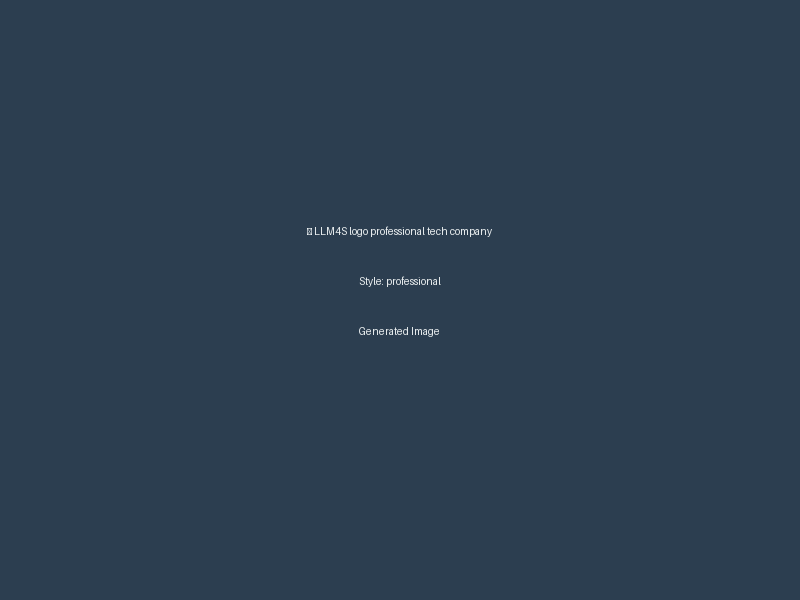 LLM4S logo professional tech company
Style: professional
Generated Image